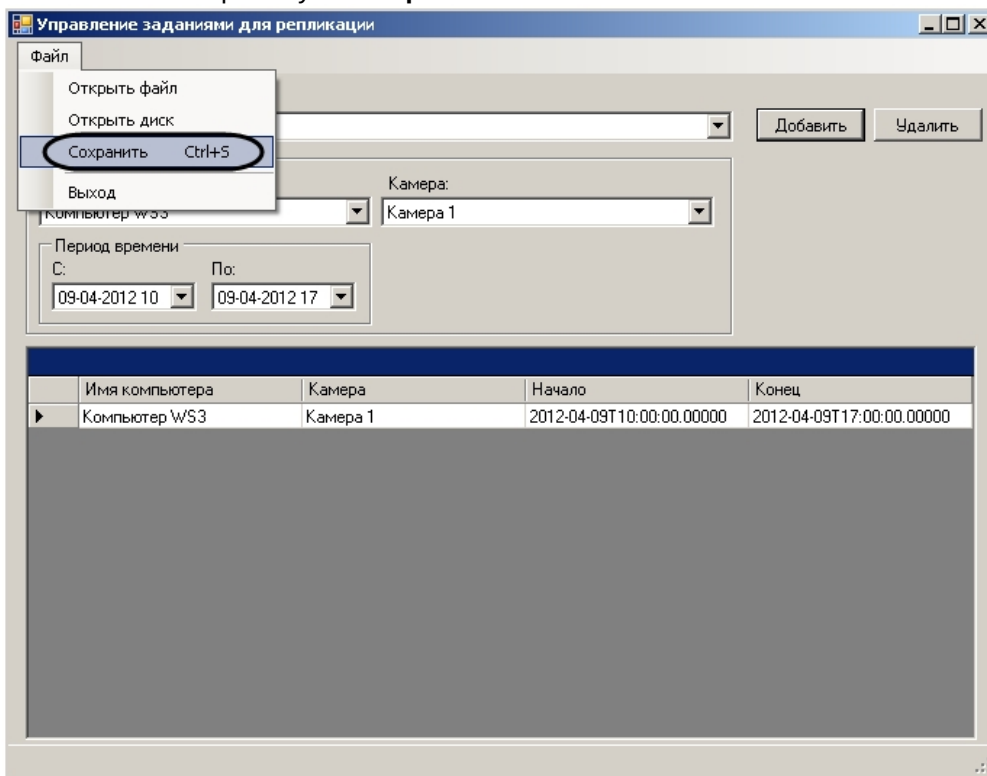 Управление заданиями для репликации
Файл
Открыть файл
Открыть диск
Сохранить Ctrl+S
Выход
Добавить Удалить
Камера:
Компьютер WS3 Камера 1
Период времени
С: По:
09-04-2012 10 09-04-2012 17
Имя компьютера Камера Начало Конец
Компьютер WS3 Камера 1 2012-04-09T10:00:00.00000 2012-04-09T17:00:00.00000